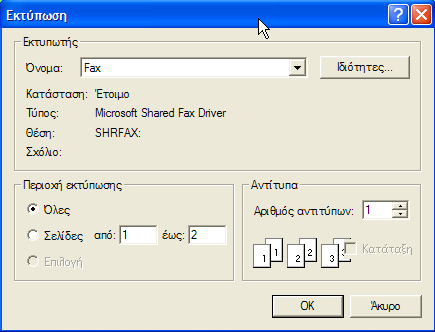 Εκτύπωση
Εκτυπωτής
Όνομα: Fax Ιδιότητες...
Κατάσταση: Έτοιμο
Τύπος: Microsoft Shared Fax Driver
Θέση: SHRFAX:
Σχόλιο:
Περιοχή εκτύπωσης
Όλες
Σελίδες από: 1 έως: 2
Επιλογή
Αντίτυπα
Αριθμός αντιτύπων: 1
1 1 2 2 3 3 Κατάταξη
OK Άκυρο